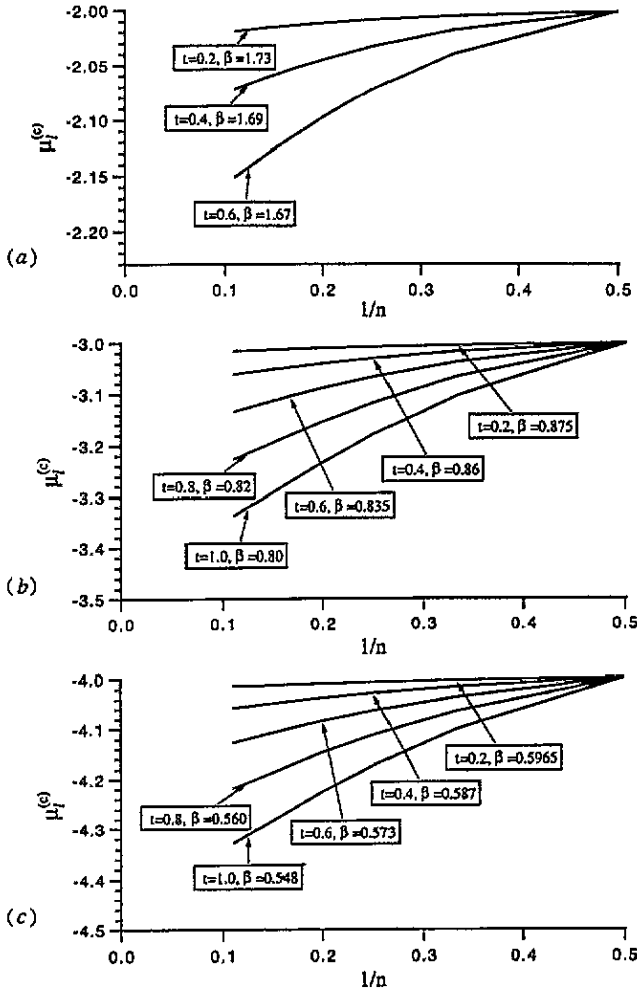 -2.00
-2.05
-2.10
-2.15
-2.20
μ_l^(c)
t=0.2, β=1.73
t=0.4, β=1.69
t=0.6, β=1.67
(a)
0.0 0.1 0.2 0.3 0.4 0.5
1/n
-3.0
-3.1
-3.2
-3.3
-3.4
-3.5
μ_l^(c)
t=0.2, β=0.875
t=0.4, β=0.86
t=0.8, β=0.82
t=0.6, β=0.835
t=1.0, β=0.80
(b)
0.0 0.1 0.2 0.3 0.4 0.5
1/n
-4.0
-4.1
-4.2
-4.3
-4.4
-4.5
μ_l^(c)
t=0.2, β=0.5965
t=0.4, β=0.587
t=0.8, β=0.560
t=0.6, β=0.573
t=1.0, β=0.548
(c)
0.0 0.1 0.2 0.3 0.4 0.5
1/n